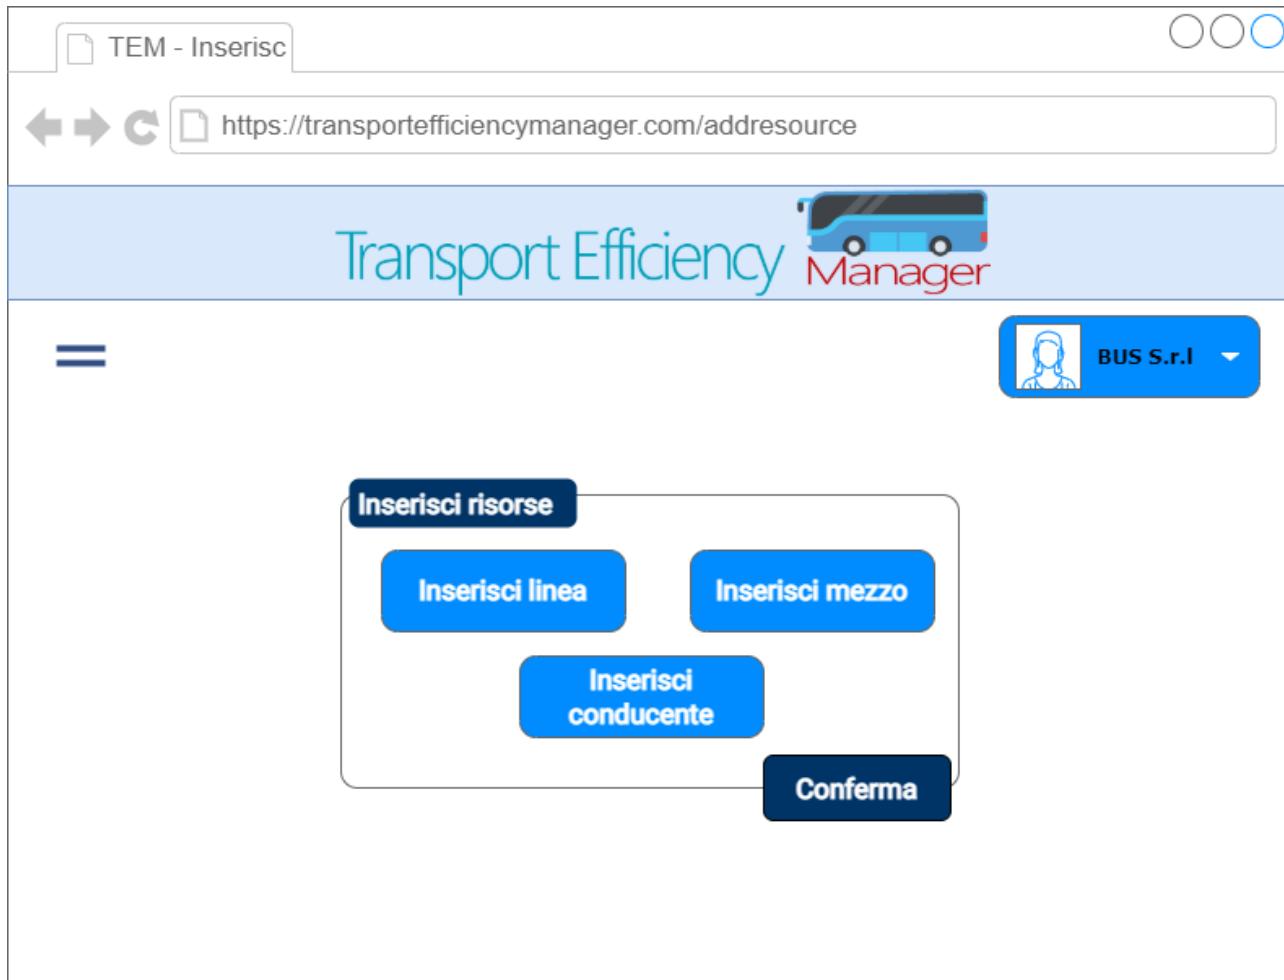 TEM - Inserisc
https://transportefficiencymanager.com/addresource
Transport Efficiency Manager
BUS S.r.l
Inserisci risorse
Inserisci linea
Inserisci mezzo
Inserisci
conducente
Conferma